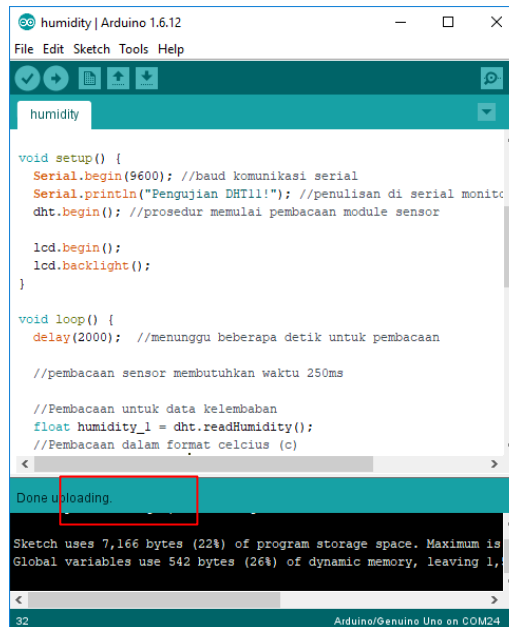 humidity | Arduino 1.6.12
File Edit Sketch Tools Help
humidity
void setup() {
  Serial.begin(9600); //baud komunikasi serial
  Serial.println("Pengujian DHT11!"); //penulisan di serial monito
  dht.begin(); //prosedur memulai pembacaan module sensor
  lcd.begin();
  lcd.backlight();
}
void loop() {
  delay(2000);  //menunggu beberapa detik untuk pembacaan
  //pembacaan sensor membutuhkan waktu 250ms
  //Pembacaan untuk data kelembaban
  float humidity_1 = dht.readHumidity();
  //Pembacaan dalam format celcius (c)
Done uploading.
Sketch uses 7,166 bytes (22%) of program storage space. Maximum is
Global variables use 542 bytes (26%) of dynamic memory, leaving 1,
32
Arduino/Genuino Uno on COM24